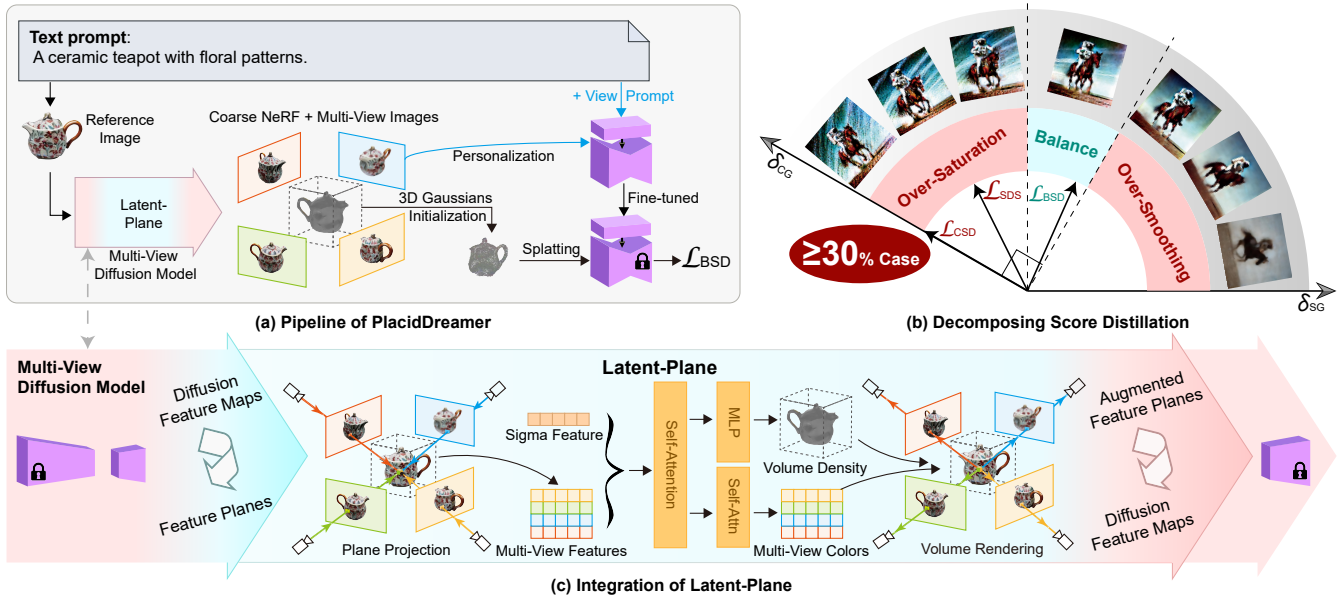 Text prompt:
A ceramic teapot with floral patterns.
Reference
Image
+ View Prompt
Coarse NeRF + Multi-View Images
Personalization
Latent-
Plane
Multi-View
Diffusion Model
3D Gaussians
Initialization
Splatting
Fine-tuned
ℒBSD
(a) Pipeline of PlacidDreamer
δCG
Over-Saturation
Balance
Over-Smoothing
ℒSDS
ℒBSD
ℒCSD
≥30% Case
δSG
(b) Decomposing Score Distillation
Multi-View
Diffusion Model
Diffusion
Feature Maps
Feature Planes
Latent-Plane
Plane Projection
Sigma Feature
Multi-View Features
Self-Attention
MLP
Self-Attn
Volume Density
Multi-View Colors
Volume Rendering
Augmented
Feature Planes
Diffusion
Feature Maps
(c) Integration of Latent-Plane